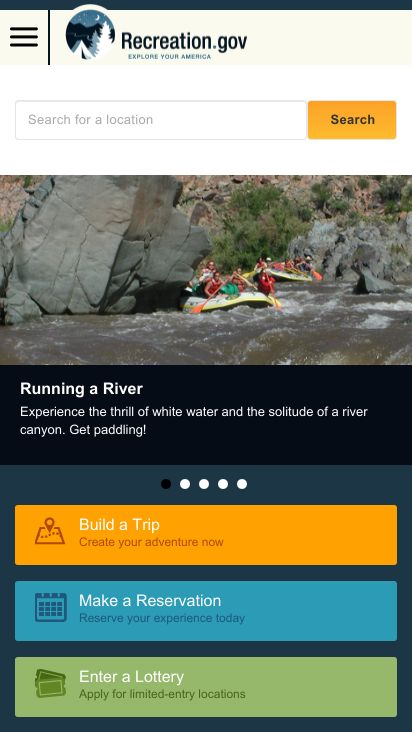 Recreation.gov
EXPLORE YOUR AMERICA
Search for a location
Search
Running a River
Experience the thrill of white water and the solitude of a river
canyon. Get paddling!
Build a Trip
Create your adventure now
Make a Reservation
Reserve your experience today
Enter a Lottery
Apply for limited-entry locations